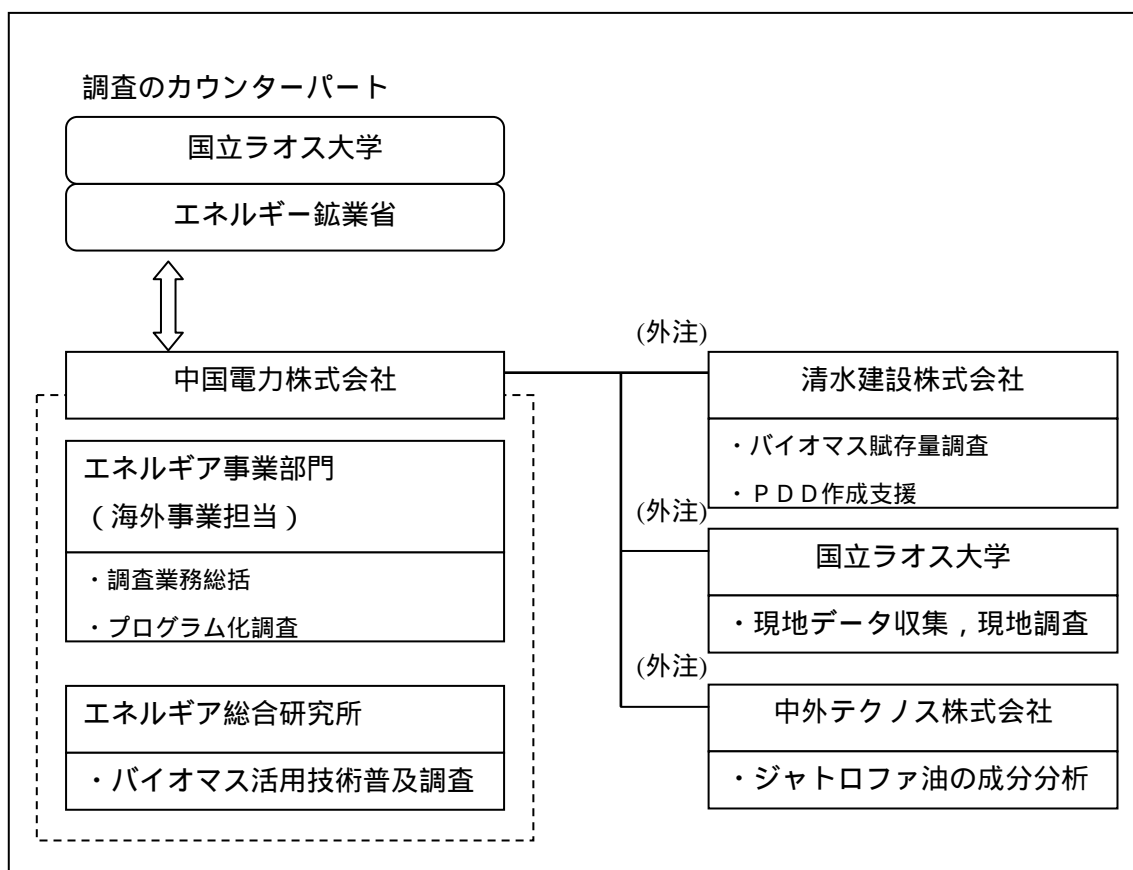 調査のカウンターパート
国立ラオス大学
エネルギー鉱業省
中国電力株式会社
エネルギア事業部門
（海外事業担当）
・調査業務総括
・プログラム化調査
エネルギア総合研究所
・バイオマス活用技術普及調査
(外注)
清水建設株式会社
・バイオマス賦存量調査
・ＰＤＤ作成支援
(外注)
国立ラオス大学
・現地データ収集，現地調査
(外注)
中外テクノス株式会社
・ジャトロファ油の成分分析